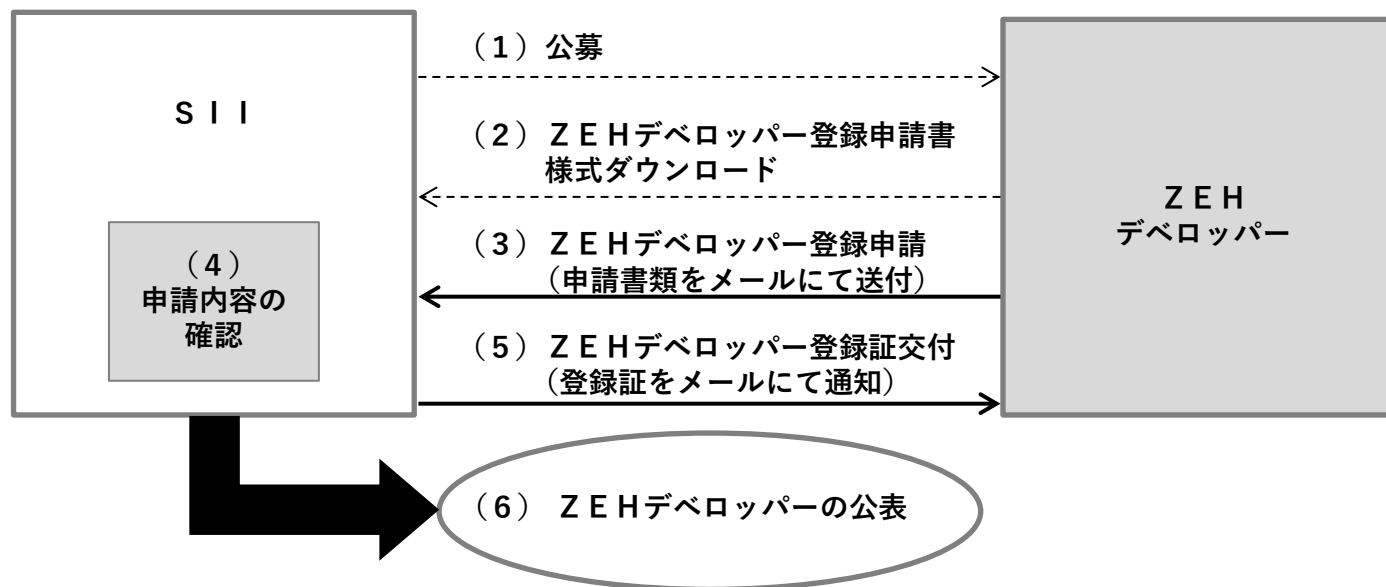 ＳＩＩ
（１）公募
（２）ＺＥＨデベロッパー登録申請書
様式ダウンロード
（３）ＺＥＨデベロッパー登録申請
（申請書類をメールにて送付）
（４）
申請内容の
確認
（５）ＺＥＨデベロッパー登録証交付
（登録証をメールにて通知）
ＺＥＨ
デベロッパー
（６） ＺＥＨデベロッパーの公表